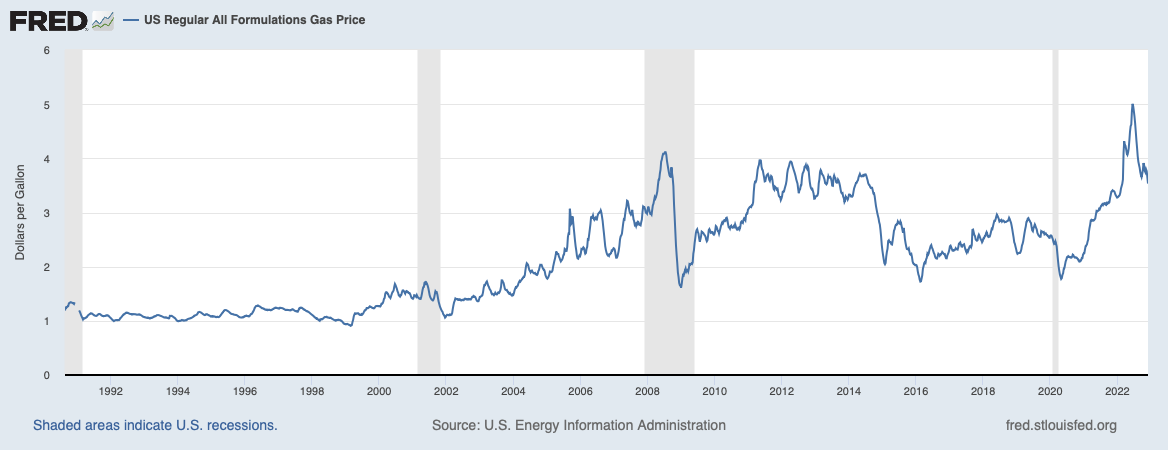 FRED
US Regular All Formulations Gas Price
6
5
4
3
2
1
0
Dollars per Gallon
1992 1994 1996 1998 2000 2002 2004 2006 2008 2010 2012 2014 2016 2018 2020 2022
Shaded areas indicate U.S. recessions.
Source: U.S. Energy Information Administration
fred.stlouisfed.org